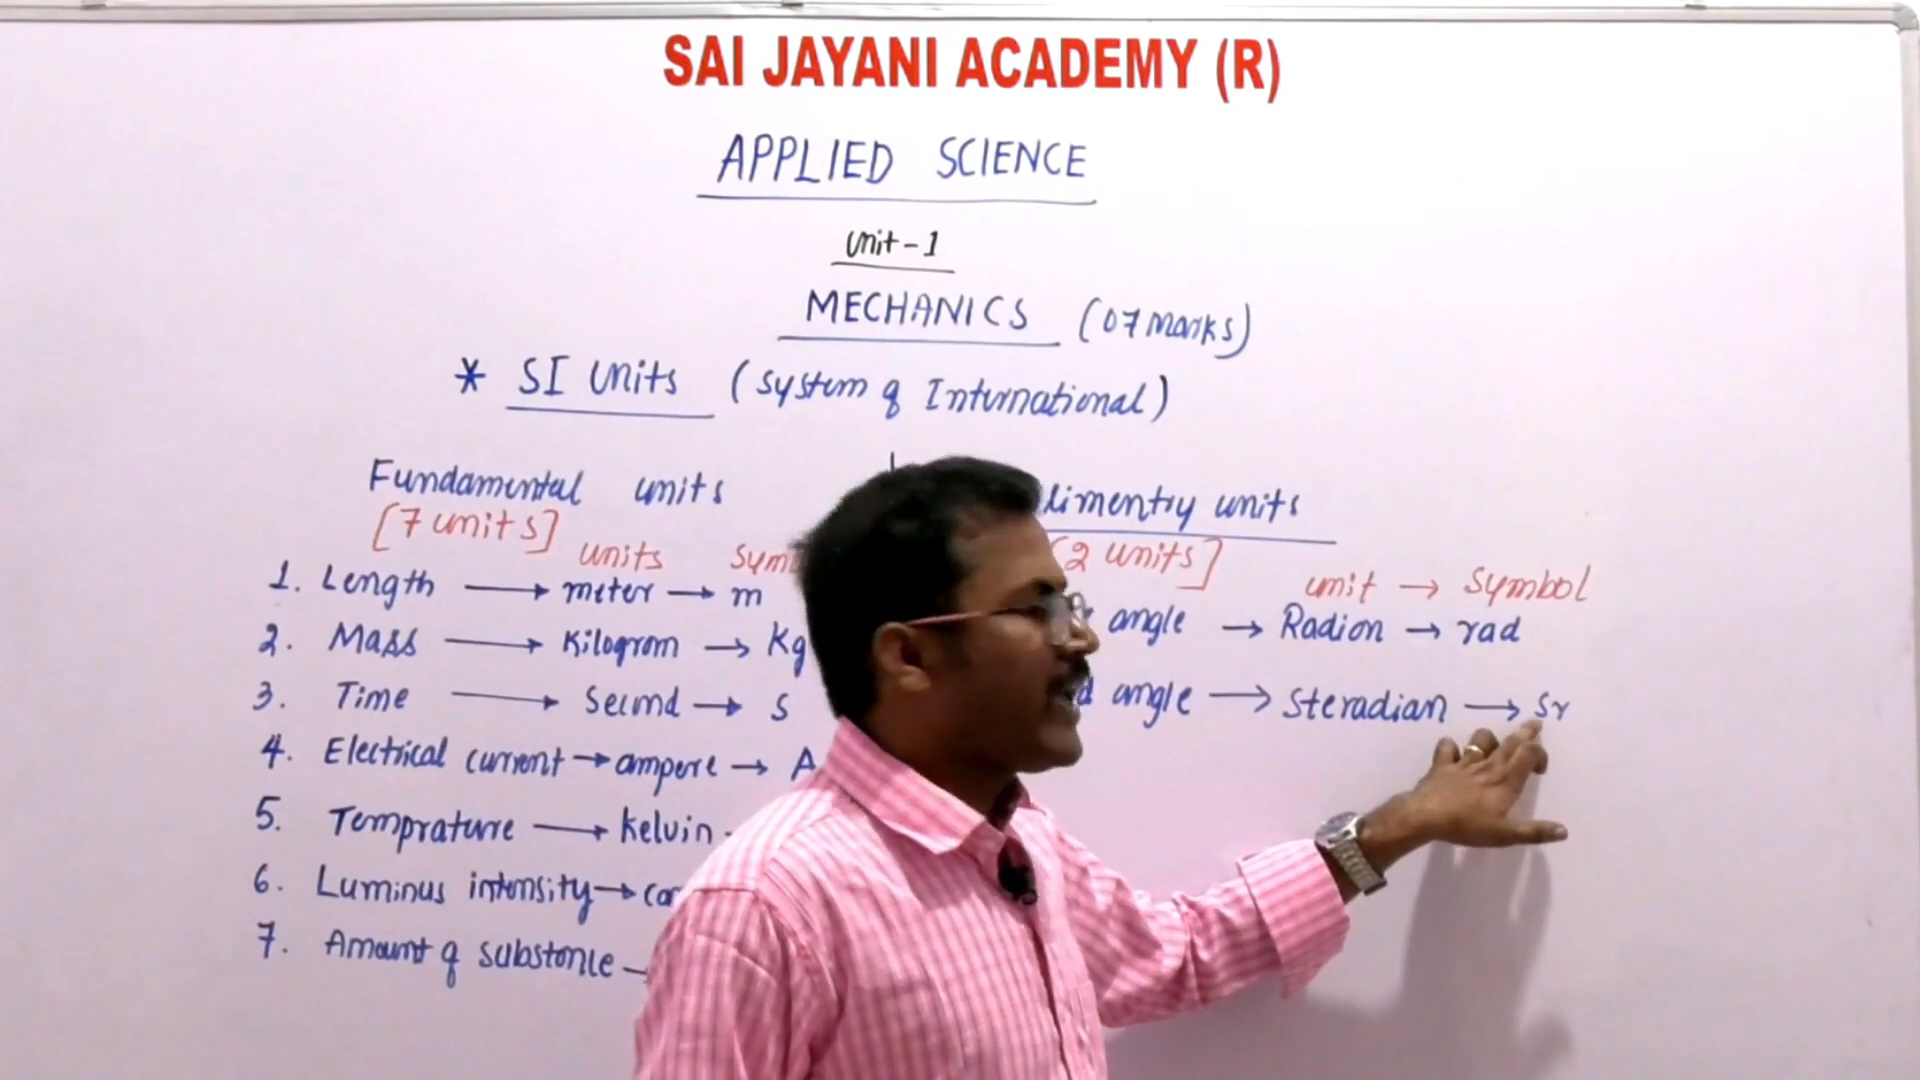 SAI JAYANI ACADEMY (R)
APPLIED SCIENCE
Unit-1
MECHANICS (07 Marks)
* SI Units (System of International)
Fundamental units
[7 units] units
1. Length → meter → m
2. Mass → Kilogram → Kg
3. Time → Second → S
4. Electrical current → ampere → A
5. Temprature → Kelvin
6. Luminus intensity →
7. Amount of substance
units
[2 units] unit → symbol
angle → Radian → rad
angle → Steradian → Sr